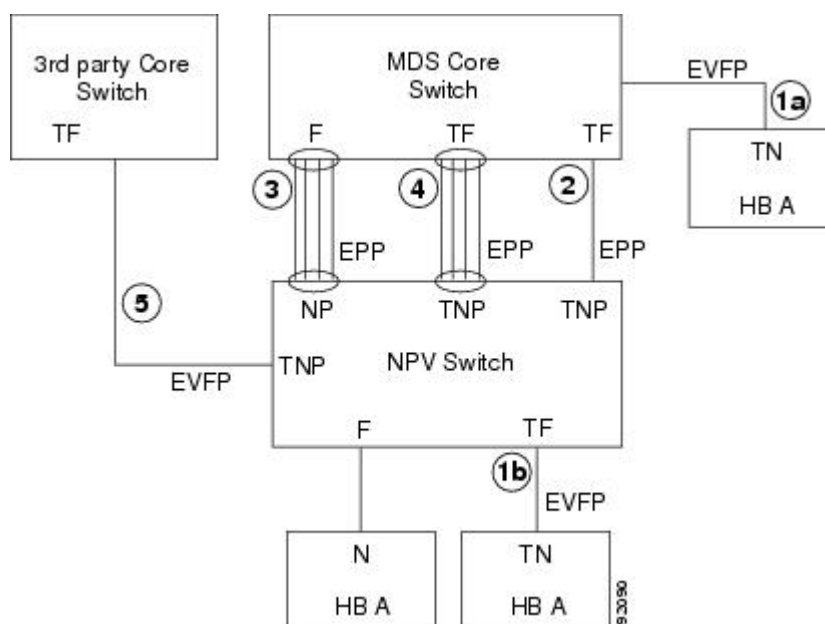 3rd party Core
Switch
TF
MDS Core
Switch
F
TF
TF
EVFP
1a
TN
HB A
3
4
2
EPP
EPP
EPP
5
NP
TNP
TNP
TNP
NPV Switch
EVFP
F
TF
1b
EVFP
N
HB A
TN
HB A